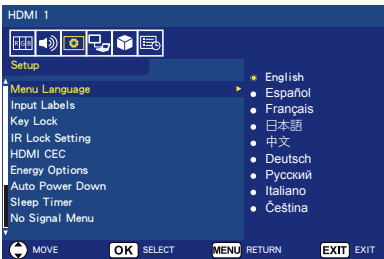 HDMI 1
RGB
Setup
Menu Language
Input Labels
Key Lock
IR Lock Setting
HDMI CEC
Energy Options
Auto Power Down
Sleep Timer
No Signal Menu
English
Español
Français
日本語
中文
Deutsch
Русский
Italiano
Čeština
MOVE OK SELECT MENU RETURN EXIT EXIT